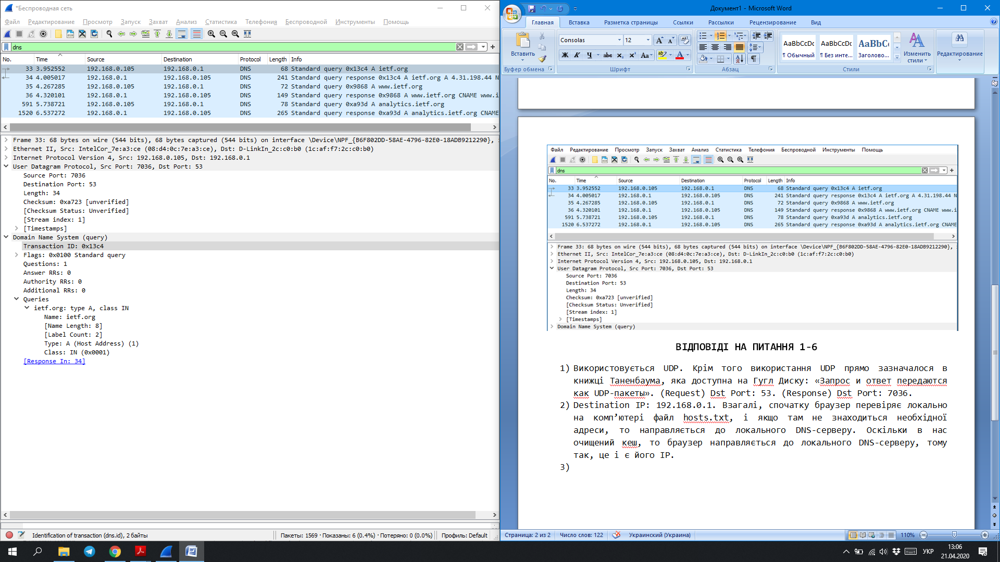 *Беспроводная сеть
Файл Редактирование Просмотр Запуск Захват Анализ Статистика Телефония Беспроводной Инструменты Помощь
dns
No. Time Source Destination Protocol Length Info
33 3.952552 192.168.0.105 192.168.0.1 DNS 68 Standard query 0x13c4 A ietf.org
34 4.005017 192.168.0.1 192.168.0.105 DNS 241 Standard query response 0x13c4 A ietf.org A 4.31.198.44 N
35 4.267285 192.168.0.105 192.168.0.1 DNS 72 Standard query 0x9868 A www.ietf.org
36 4.320101 192.168.0.1 192.168.0.105 DNS 149 Standard query response 0x9868 A www.ietf.org CNAME www.i
591 5.738721 192.168.0.105 192.168.0.1 DNS 78 Standard query 0xa93d A analytics.ietf.org
1520 6.537272 192.168.0.1 192.168.0.105 DNS 265 Standard query response 0xa93d A analytics.ietf.org CNAME
Frame 33: 68 bytes on wire (544 bits), 68 bytes captured (544 bits) on interface \Device\NPF_{B6F802DD-58AE-4796-82E0-18ADB9212290},
Ethernet II, Src: IntelCor_7e:a3:ce (08:d4:0c:7e:a3:ce), Dst: D-LinkIn_2c:c0:b0 (1c:af:f7:2c:c0:b0)
Internet Protocol Version 4, Src: 192.168.0.105, Dst: 192.168.0.1
User Datagram Protocol, Src Port: 7036, Dst Port: 53
Source Port: 7036
Destination Port: 53
Length: 34
Checksum: 0xa723 [unverified]
[Checksum Status: Unverified]
[Stream index: 1]
[Timestamps]
Domain Name System (query)
Transaction ID: 0x13c4
Flags: 0x0100 Standard query
Questions: 1
Answer RRs: 0
Authority RRs: 0
Additional RRs: 0
Queries
ietf.org: type A, class IN
Name: ietf.org
[Name Length: 8]
[Label Count: 2]
Type: A (Host Address) (1)
Class: IN (0x0001)
[Response In: 34]
Identification of transaction (dns.id), 2 байты
Пакеты: 1569 · Показаны: 6 (0.4%) · Потеряно: 0 (0.0%)
Профиль: Default
Документ1 - Microsoft Word
Главная Вставка Разметка страницы Ссылки Рассылки Рецензирование Вид
Вставить
Буфер обмена
Consolas 12
Ж К Ч abc x₂ x² Aa
Шрифт
Абзац
AaBbCcDc AaBbCcDc AaBbCc
¶ Обычный ¶ Без инте... Заголово...
Изменить стили
Стили
Редактирование
Файл Редактирование Просмотр Запуск Захват Анализ Статистика Телефония Беспроводной Инструменты Помощь
dns
No. Time Source Destination Protocol Length Info
33 3.952552 192.168.0.105 192.168.0.1 DNS 68 Standard query 0x13c4 A ietf.org
34 4.005017 192.168.0.1 192.168.0.105 DNS 241 Standard query response 0x13c4 A ietf.org A 4.31.198.44 N
35 4.267285 192.168.0.105 192.168.0.1 DNS 72 Standard query 0x9868 A www.ietf.org
36 4.320101 192.168.0.1 192.168.0.105 DNS 149 Standard query response 0x9868 A www.ietf.org CNAME www.i
591 5.738721 192.168.0.105 192.168.0.1 DNS 78 Standard query 0xa93d A analytics.ietf.org
1520 6.537272 192.168.0.1 192.168.0.105 DNS 265 Standard query response 0xa93d A analytics.ietf.org CNAME
Frame 33: 68 bytes on wire (544 bits), 68 bytes captured (544 bits) on interface \Device\NPF_{B6F802DD-58AE-4796-82E0-18ADB9212290},
Ethernet II, Src: IntelCor_7e:a3:ce (08:d4:0c:7e:a3:ce), Dst: D-LinkIn_2c:c0:b0 (1c:af:f7:2c:c0:b0)
Internet Protocol Version 4, Src: 192.168.0.105, Dst: 192.168.0.1
User Datagram Protocol, Src Port: 7036, Dst Port: 53
Source Port: 7036
Destination Port: 53
Length: 34
Checksum: 0xa723 [unverified]
[Checksum Status: Unverified]
[Stream index: 1]
[Timestamps]
Domain Name System (query)
ВІДПОВІДІ НА ПИТАННЯ 1-6
1) Використовується UDP. Крім того використання UDP прямо зазначалося в
книжці Таненбаума, яка доступна на Гугл Диску: «Запрос и ответ передаются
как UDP-пакеты». (Request) Dst Port: 53. (Response) Dst Port: 7036.
2) Destination IP: 192.168.0.1. Взагалі, спочатку браузер перевіряє локально
на комп’ютері файл hosts.txt, і якщо там не знаходиться необхідної
адреси, то направляється до локального DNS-серверу. Оскільки в нас
очищений кеш, то браузер направляється до локального DNS-серверу, тому
так, це і є його IP.
3)
Страница: 2 из 2 Число слов: 122 Украинский (Украина) 110%
УКР
13:06
21.04.2020